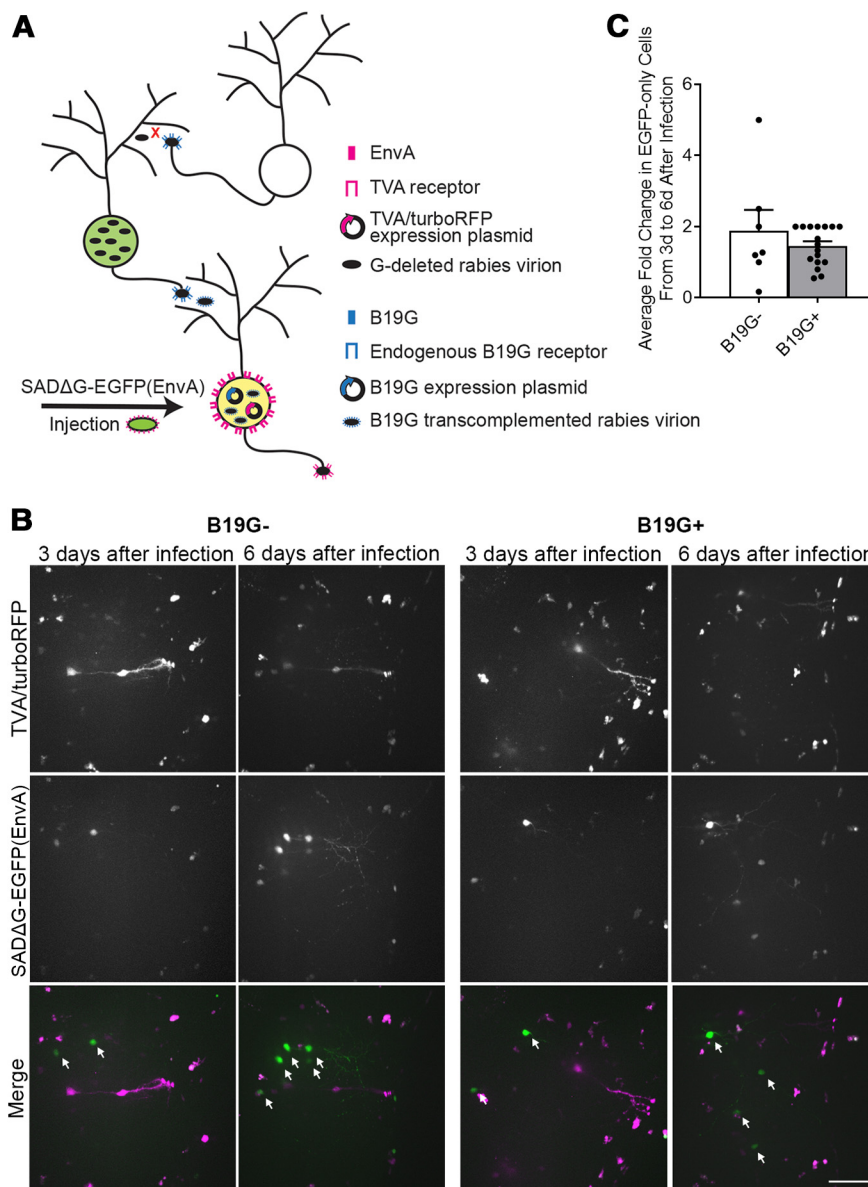 A
EnvA
TVA receptor
TVA/turboRFP
expression plasmid
G-deleted rabies virion
B19G
Endogenous B19G receptor
B19G expression plasmid
B19G transcomplemented rabies virion
X
SADΔG-EGFP(EnvA)
Injection
C
Average Fold Change in EGFP-only Cells
From 3d to 6d After Infection
6
4
2
0
B19G-
B19G+
B
B19G-
B19G+
3 days after infection
6 days after infection
3 days after infection
6 days after infection
TVA/turboRFP
SADΔG-EGFP(EnvA)
Merge